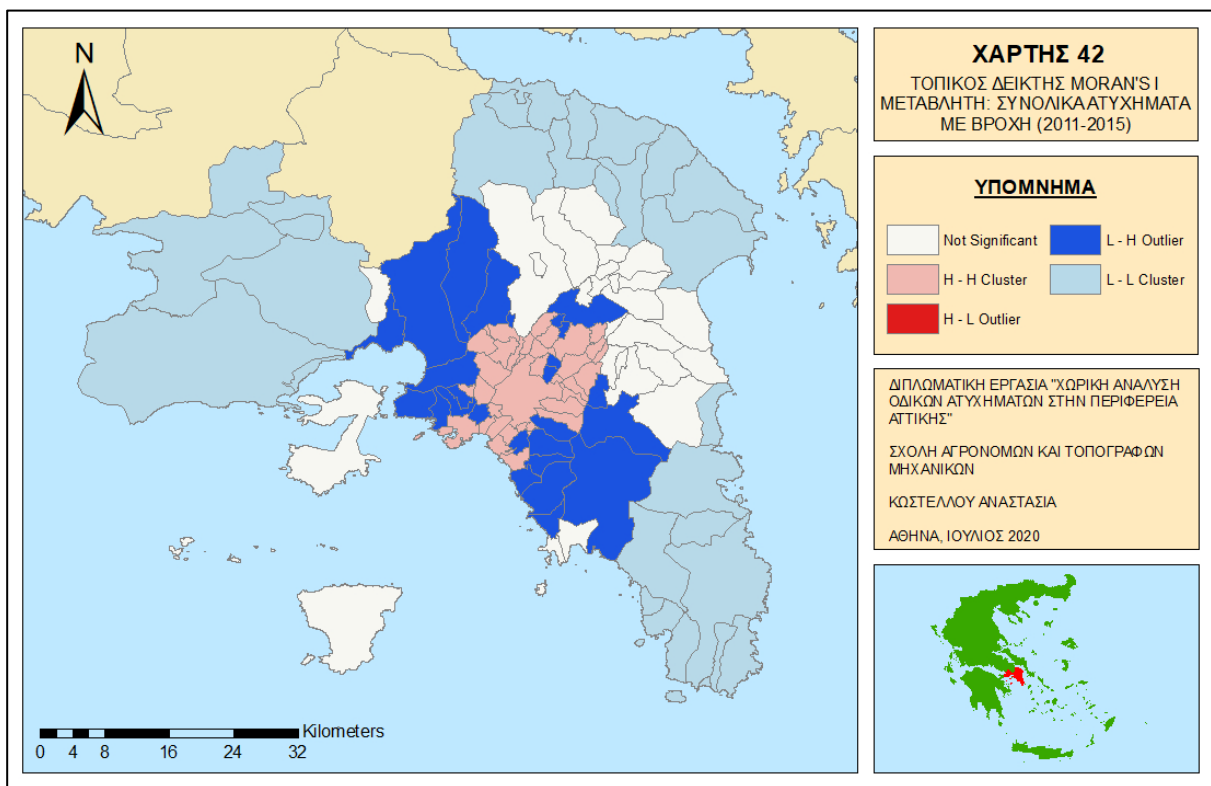 N
Kilometers
0 2 4 8 16 24 32
ΧΑΡΤΗΣ 42
ΤΟΠΙΚΟΣ ΔΕΙΚΤΗΣ MORAN'S I
ΜΕΤΑΒΛΗΤΗ: ΣΥΝΟΛΙΚΑ ΑΤΥΧΗΜΑΤΑ
ΜΕ ΒΡΟΧΗ (2011-2015)
ΥΠΟΜΝΗΜΑ
Not Significant
L - H Outlier
H - H Cluster
L - L Cluster
H - L Outlier
ΔΙΠΛΩΜΑΤΙΚΗ ΕΡΓΑΣΙΑ "ΧΩΡΙΚΗ ΑΝΑΛΥΣΗ
ΟΔΙΚΩΝ ΑΤΥΧΗΜΑΤΩΝ ΣΤΗΝ ΠΕΡΙΦΕΡΕΙΑ
ΑΤΤΙΚΗΣ"
ΣΧΟΛΗ ΑΓΡΟΝΟΜΩΝ ΚΑΙ ΤΟΠΟΓΡΑΦΩΝ
ΜΗΧΑΝΙΚΩΝ
ΚΩΣΤΕΛΛΟΥ ΑΝΑΣΤΑΣΙΑ
ΑΘΗΝΑ, ΙΟΥΛΙΟΣ 2020